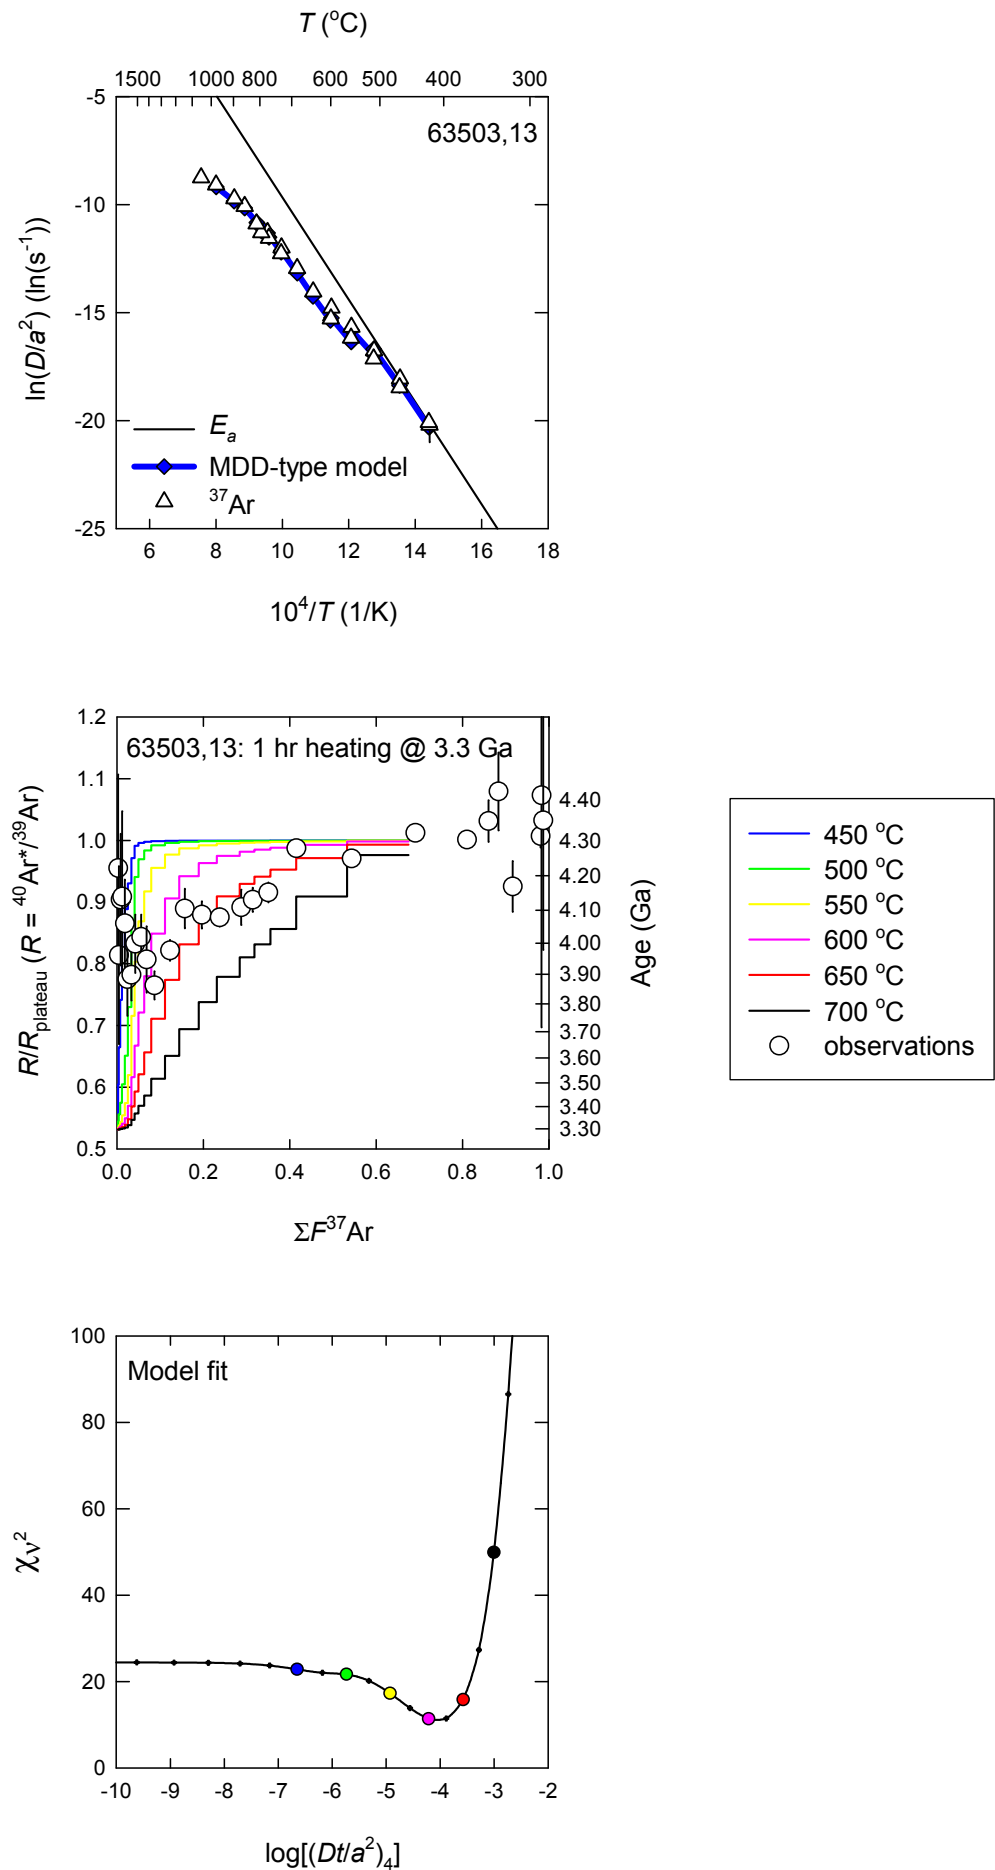 T (°C)
1500 1000 800 600 500 400 300
63503,13
-5
-10
-15
-20
-25
ln(D/a²) (ln(s⁻¹))
Eₐ
MDD-type model
³⁷Ar
6 8 10 12 14 16 18
10⁴/T (1/K)
63503,13: 1 hr heating @ 3.3 Ga
1.2
1.1
1.0
0.9
0.8
0.7
0.6
0.5
R/R_plateau (R = ⁴⁰Ar*/³⁹Ar)
4.40
4.30
4.20
4.10
4.00
3.90
3.80
3.70
3.60
3.50
3.40
3.30
Age (Ga)
0.0 0.2 0.4 0.6 0.8 1.0
ΣF³⁷Ar
450 °C
500 °C
550 °C
600 °C
650 °C
700 °C
observations
Model fit
100
80
60
40
20
0
χν²
-10 -9 -8 -7 -6 -5 -4 -3 -2
log[(Dt/a²)₄]